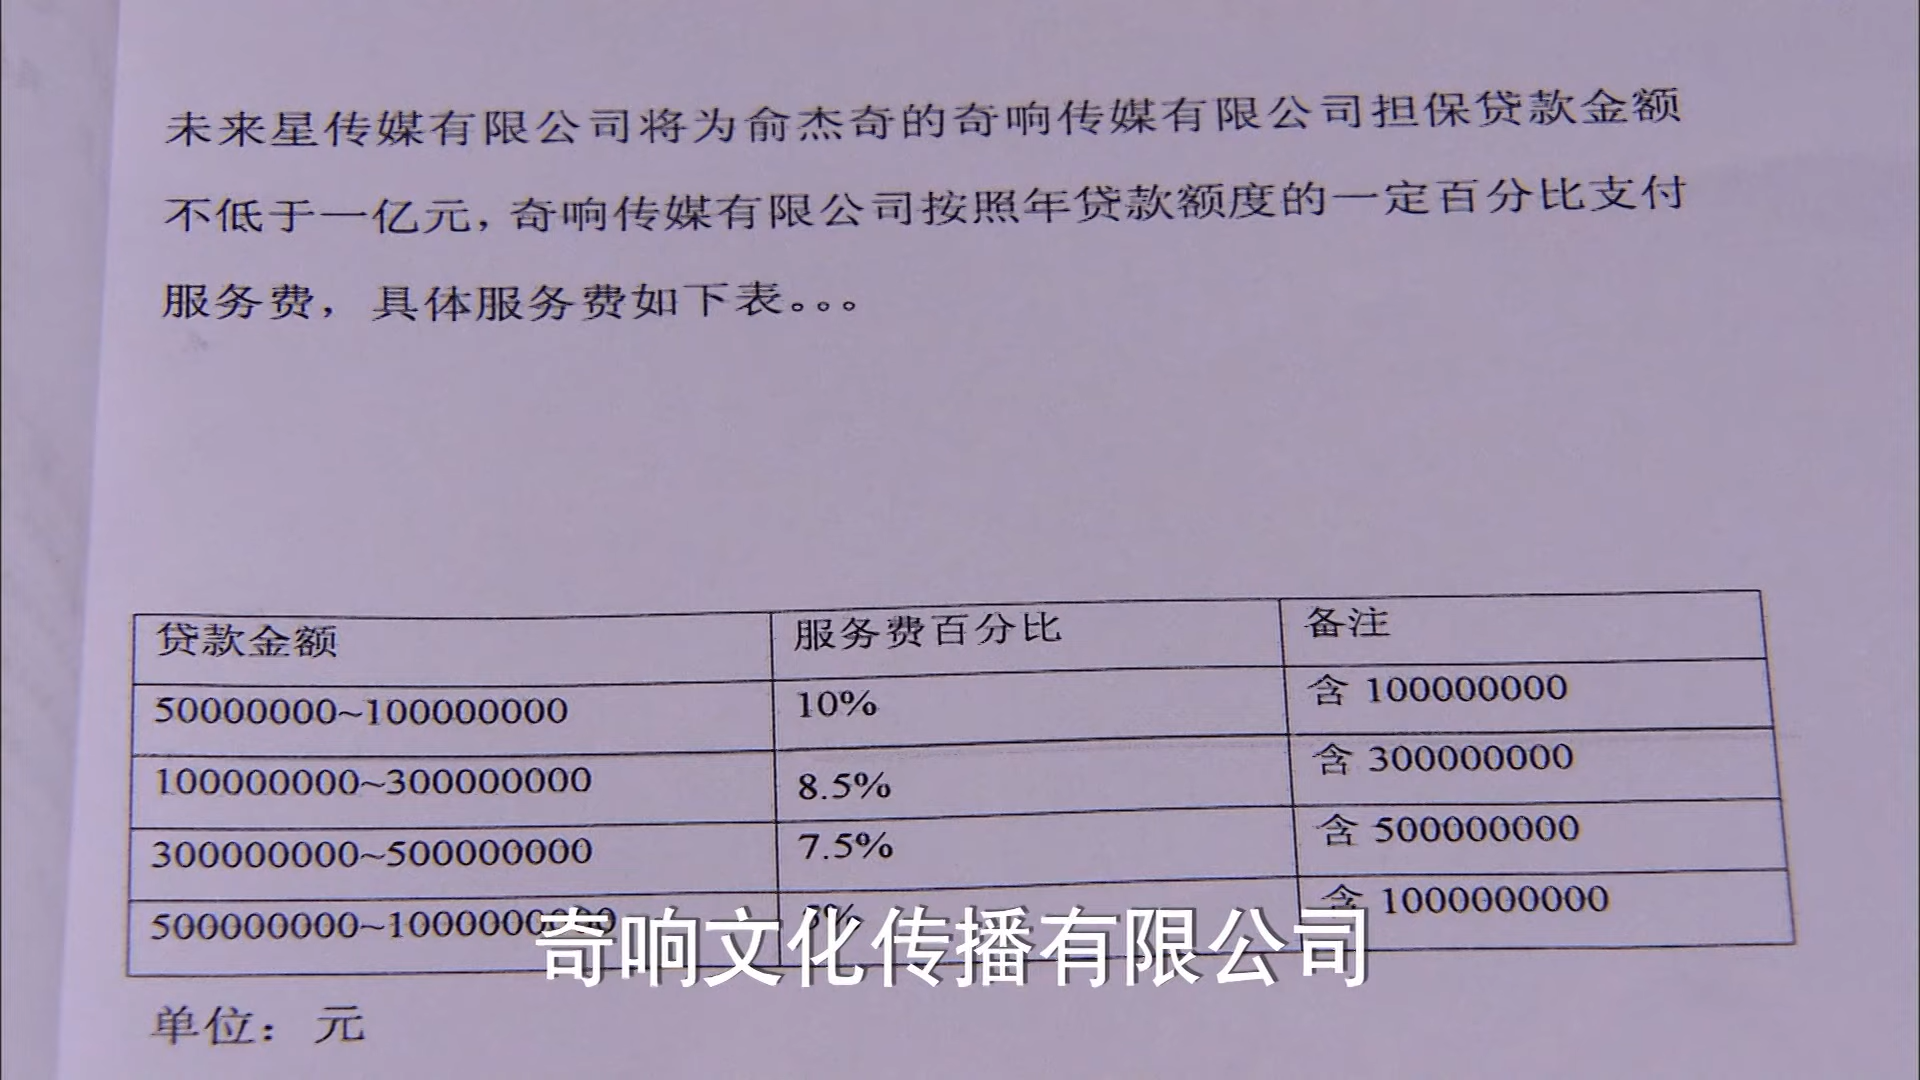 未来星传媒有限公司将为俞杰奇的奇响传媒有限公司担保贷款金额
不低于一亿元，奇响传媒有限公司按照年贷款额度的一定百分比支付
服务费，具体服务费如下表。。。
贷款金额 服务费百分比 备注
50000000~100000000 10% 含 100000000
100000000~300000000 8.5% 含 300000000
300000000~500000000 7.5% 含 500000000
500000000~1000000000 含 1000000000
奇响文化传播有限公司
单位：元